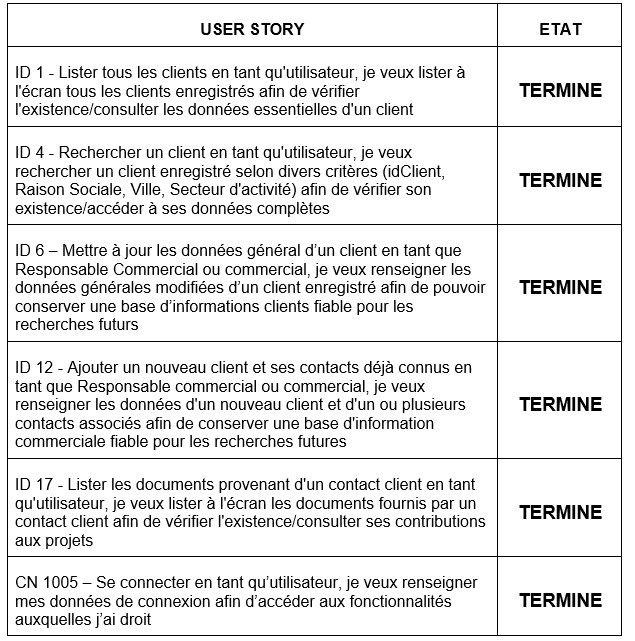 USER STORY ETAT
ID 1 - Lister tous les clients en tant qu'utilisateur, je veux lister à
l'écran tous les clients enregistrés afin de vérifier
l'existence/consulter les données essentielles d'un client
TERMINE
ID 4 - Rechercher un client en tant qu'utilisateur, je veux
rechercher un client enregistré selon divers critères (idClient,
Raison Sociale, Ville, Secteur d'activité) afin de vérifier son
existence/accéder à ses données complètes
TERMINE
ID 6 – Mettre à jour les données général d’un client en tant que
Responsable Commercial ou commercial, je veux renseigner les
données générales modifiées d’un client enregistré afin de pouvoir
conserver une base d’informations clients fiable pour les
recherches futurs
TERMINE
ID 12 - Ajouter un nouveau client et ses contacts déjà connus en
tant que Responsable commercial ou commercial, je veux
renseigner les données d'un nouveau client et d'un ou plusieurs
contacts associés afin de conserver une base d'information
commerciale fiable pour les recherches futures
TERMINE
ID 17 - Lister les documents provenant d'un contact client en tant
qu'utilisateur, je veux lister à l'écran les documents fournis par un
contact client afin de vérifier l'existence/consulter ses contributions
aux projets
TERMINE
CN 1005 – Se connecter en tant qu’utilisateur, je veux renseigner
mes données de connexion afin d’accéder aux fonctionnalités
auxquelles j’ai droit
TERMINE